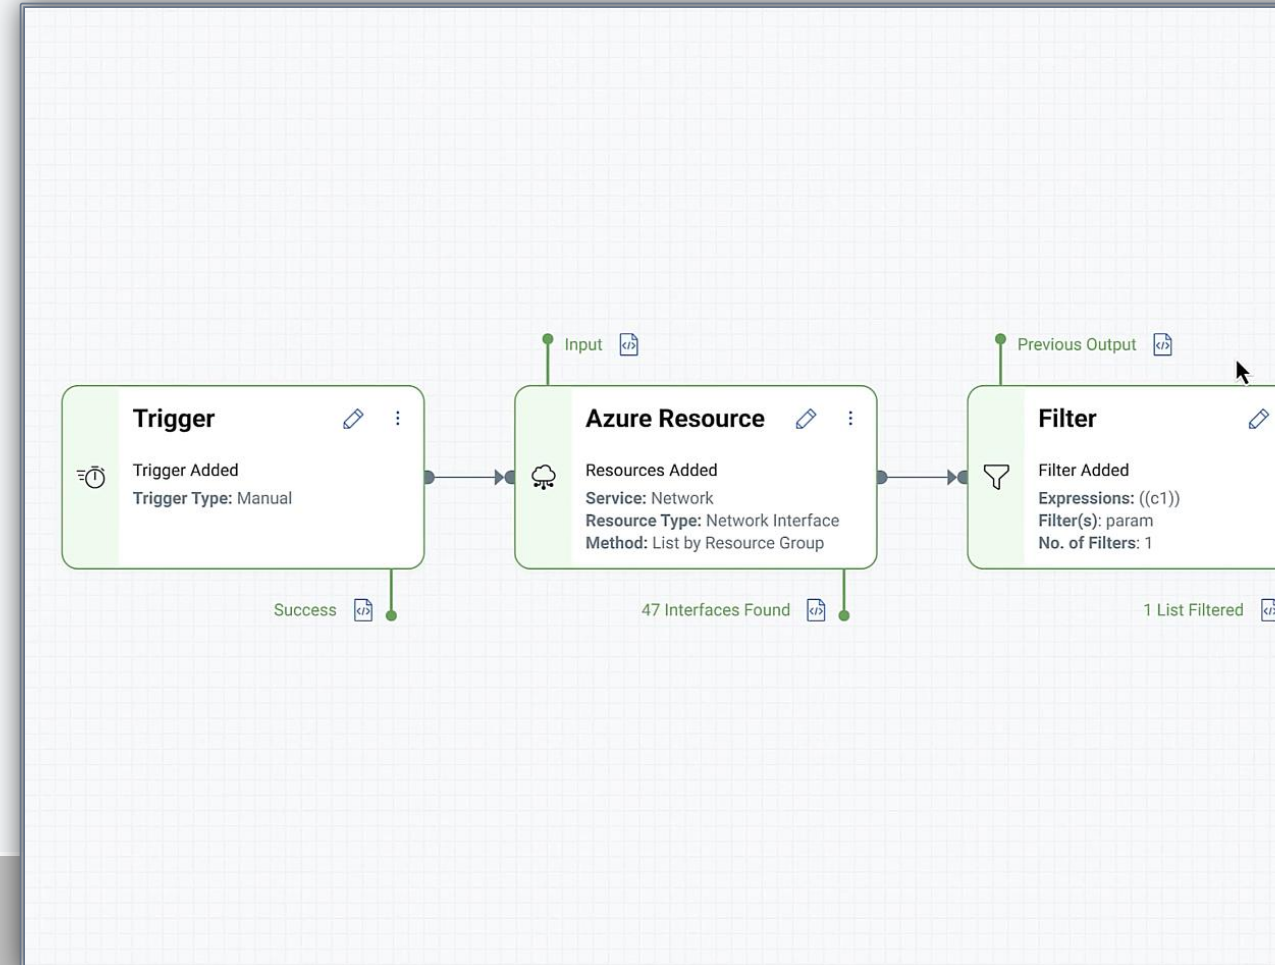 Input
Previous Output
Trigger
Trigger Added
Trigger Type: Manual
Azure Resource
Resources Added
Service: Network
Resource Type: Network Interface
Method: List by Resource Group
Filter
Filter Added
Expressions: ((c1))
Filter(s): param
No. of Filters: 1
Success
47 Interfaces Found
1 List Filtered